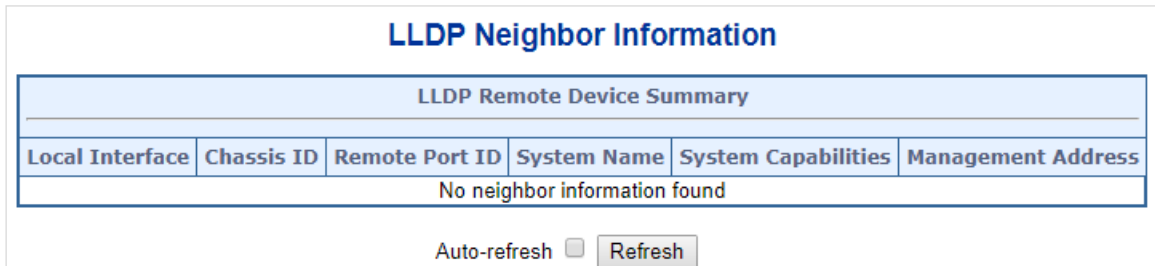 LLDP Neighbor Information
LLDP Remote Device Summary
Local Interface Chassis ID Remote Port ID System Name System Capabilities Management Address
No neighbor information found
Auto-refresh Refresh